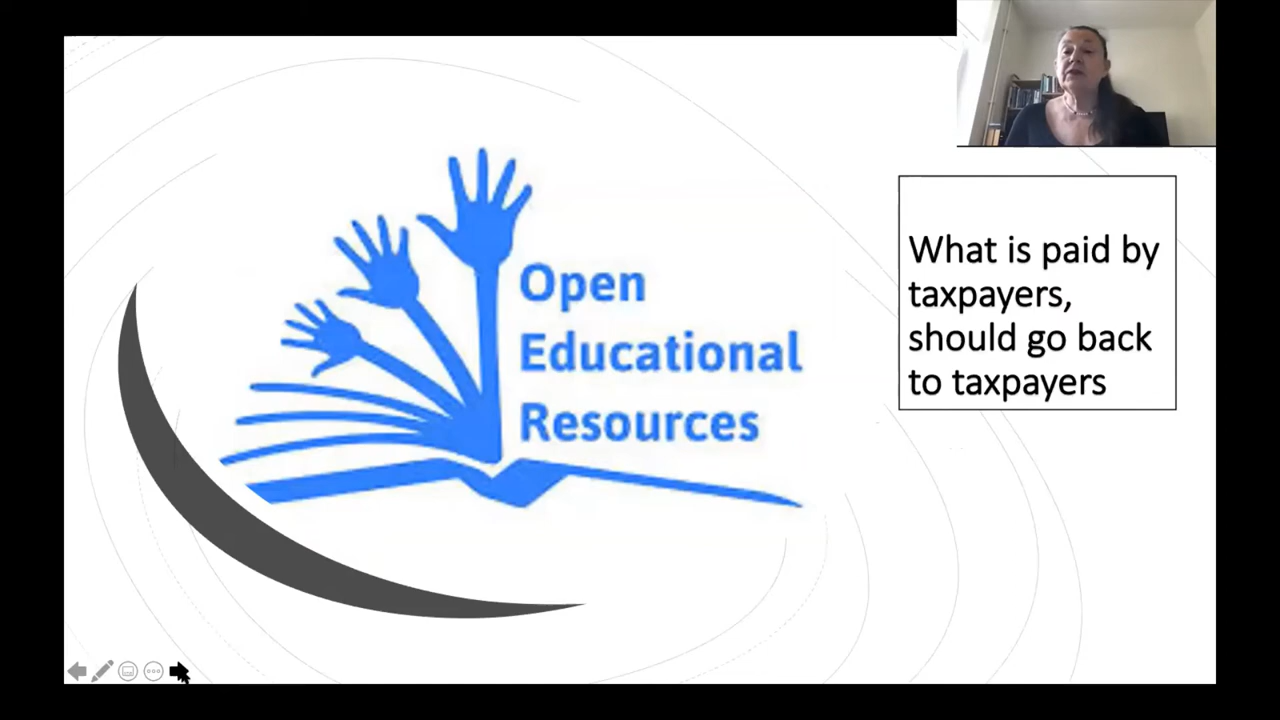 Open
Educational
Resources
What is paid by
taxpayers,
should go back
to taxpayers